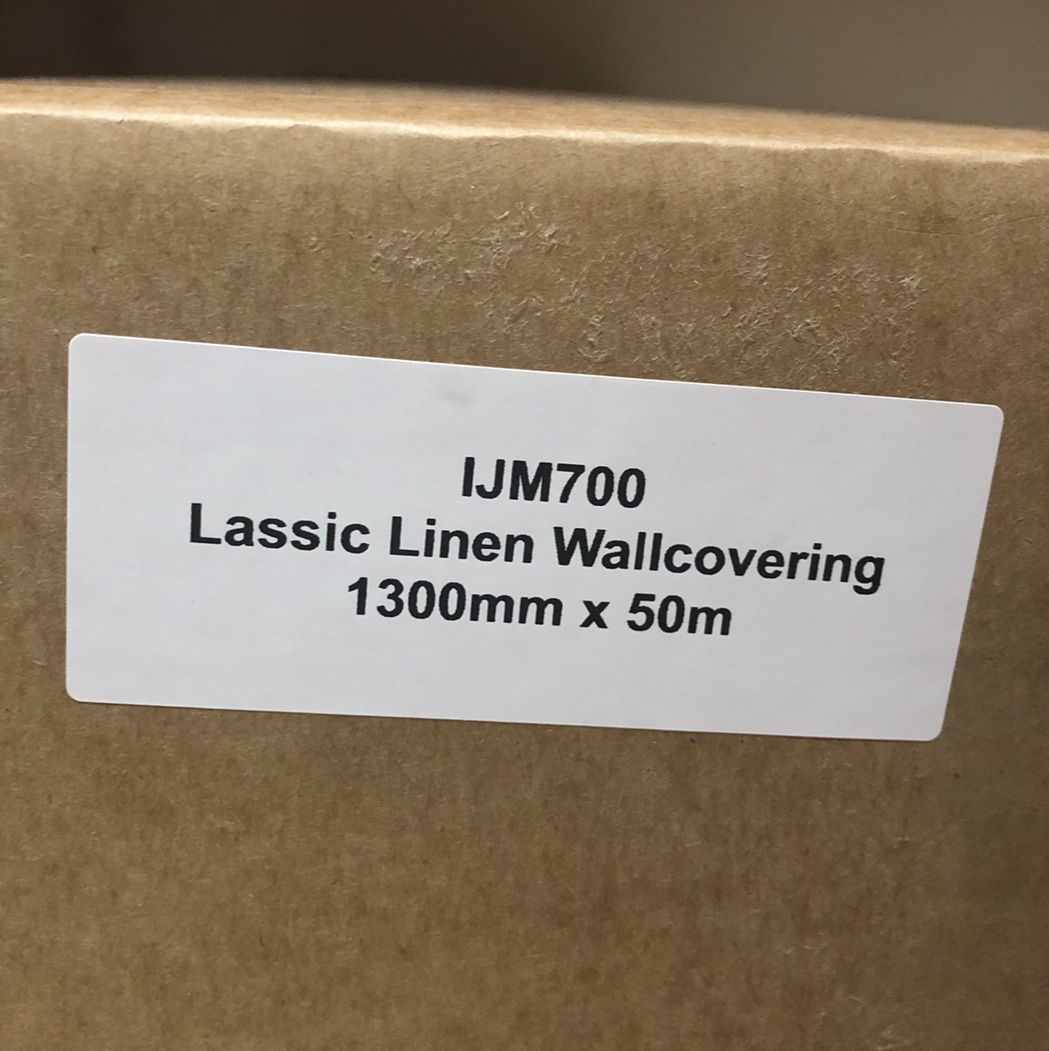 IJM700
Lassic Linen Wallcovering
1300mm x 50m